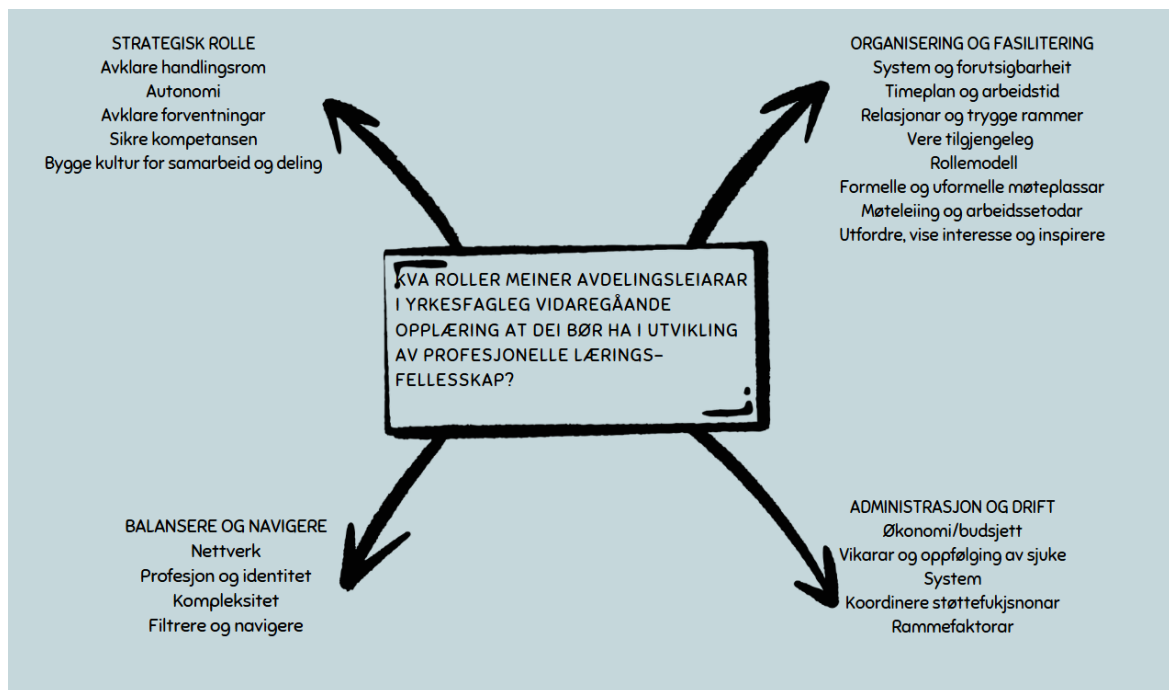 STRATEGISK ROLLE
Avklare handlingsrom
Autonomi
Avklare forventningar
Sikre kompetansen
Bygge kultur for samarbeid og deling
ORGANISERING OG FASILITERING
System og forutsigbarheit
Timeplan og arbeidstid
Relasjonar og trygge rammer
Vere tilgjengeleg
Rollemodell
Formelle og uformelle møteplassar
Møteleiing og arbeidssetodar
Utfordre, vise interesse og inspirere
KVA ROLLER MEINER AVDELINGSLEIARAR
I YRKESFAGLEG VIDAREGÅANDE
OPPLÆRING AT DEI BØR HA I UTVIKLING
AV PROFESJONELLE LÆRINGS-
FELLESSKAP?
BALANSERE OG NAVIGERE
Nettverk
Profesjon og identitet
Kompleksitet
Filtrere og navigere
ADMINISTRASJON OG DRIFT
Økonomi/budsjett
Vikarar og oppfølging av sjuke
System
Koordinere støttefukjsnonar
Rammefaktorar